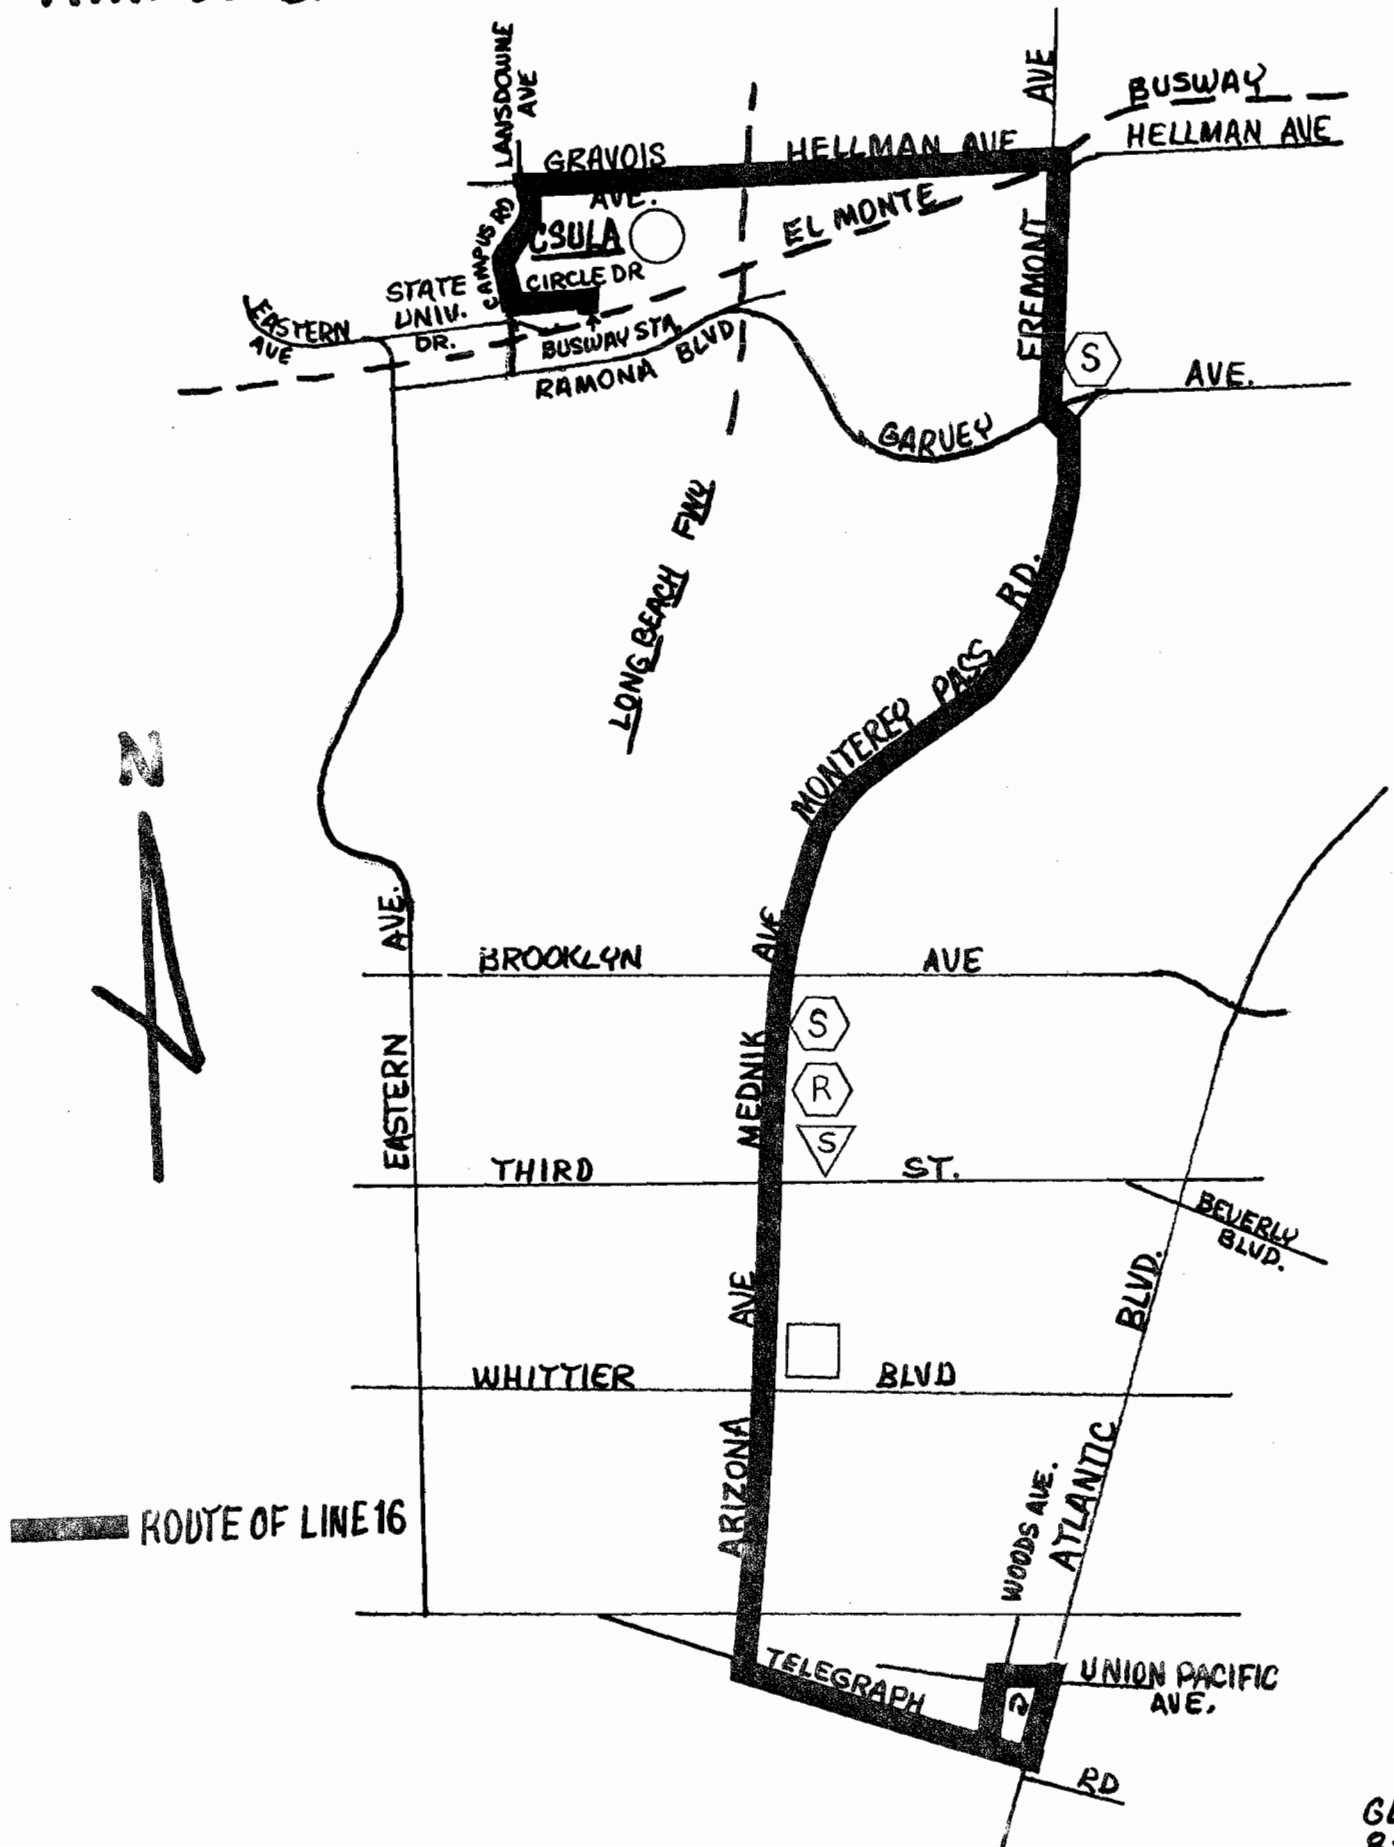 LANSDOWNE
AVE
AVE
BUSWAY
HELLMAN AVE
GRAVOIS
AVE.
HELLMAN AVE
EL MONTE
CAMPUS RD
CSULA
CIRCLE DR
STATE
UNIV.
DR.
EASTERN
AVE
BUSWAY STA.
RAMONA BLVD
FREMONT
S
AVE.
GARVEY
LONG BEACH FWY
MONTEREY PASS RD.
N
EASTERN AVE.
BROOKLYN AVE
MEDNIK AVE
S
R
S
THIRD ST.
BEVERLY
BLVD.
ARIZONA AVE
WHITTIER BLVD
ATLANTIC BLVD.
WOODS AVE.
ROUTE OF LINE 16
TELEGRAPH RD
UNION PACIFIC
AVE.